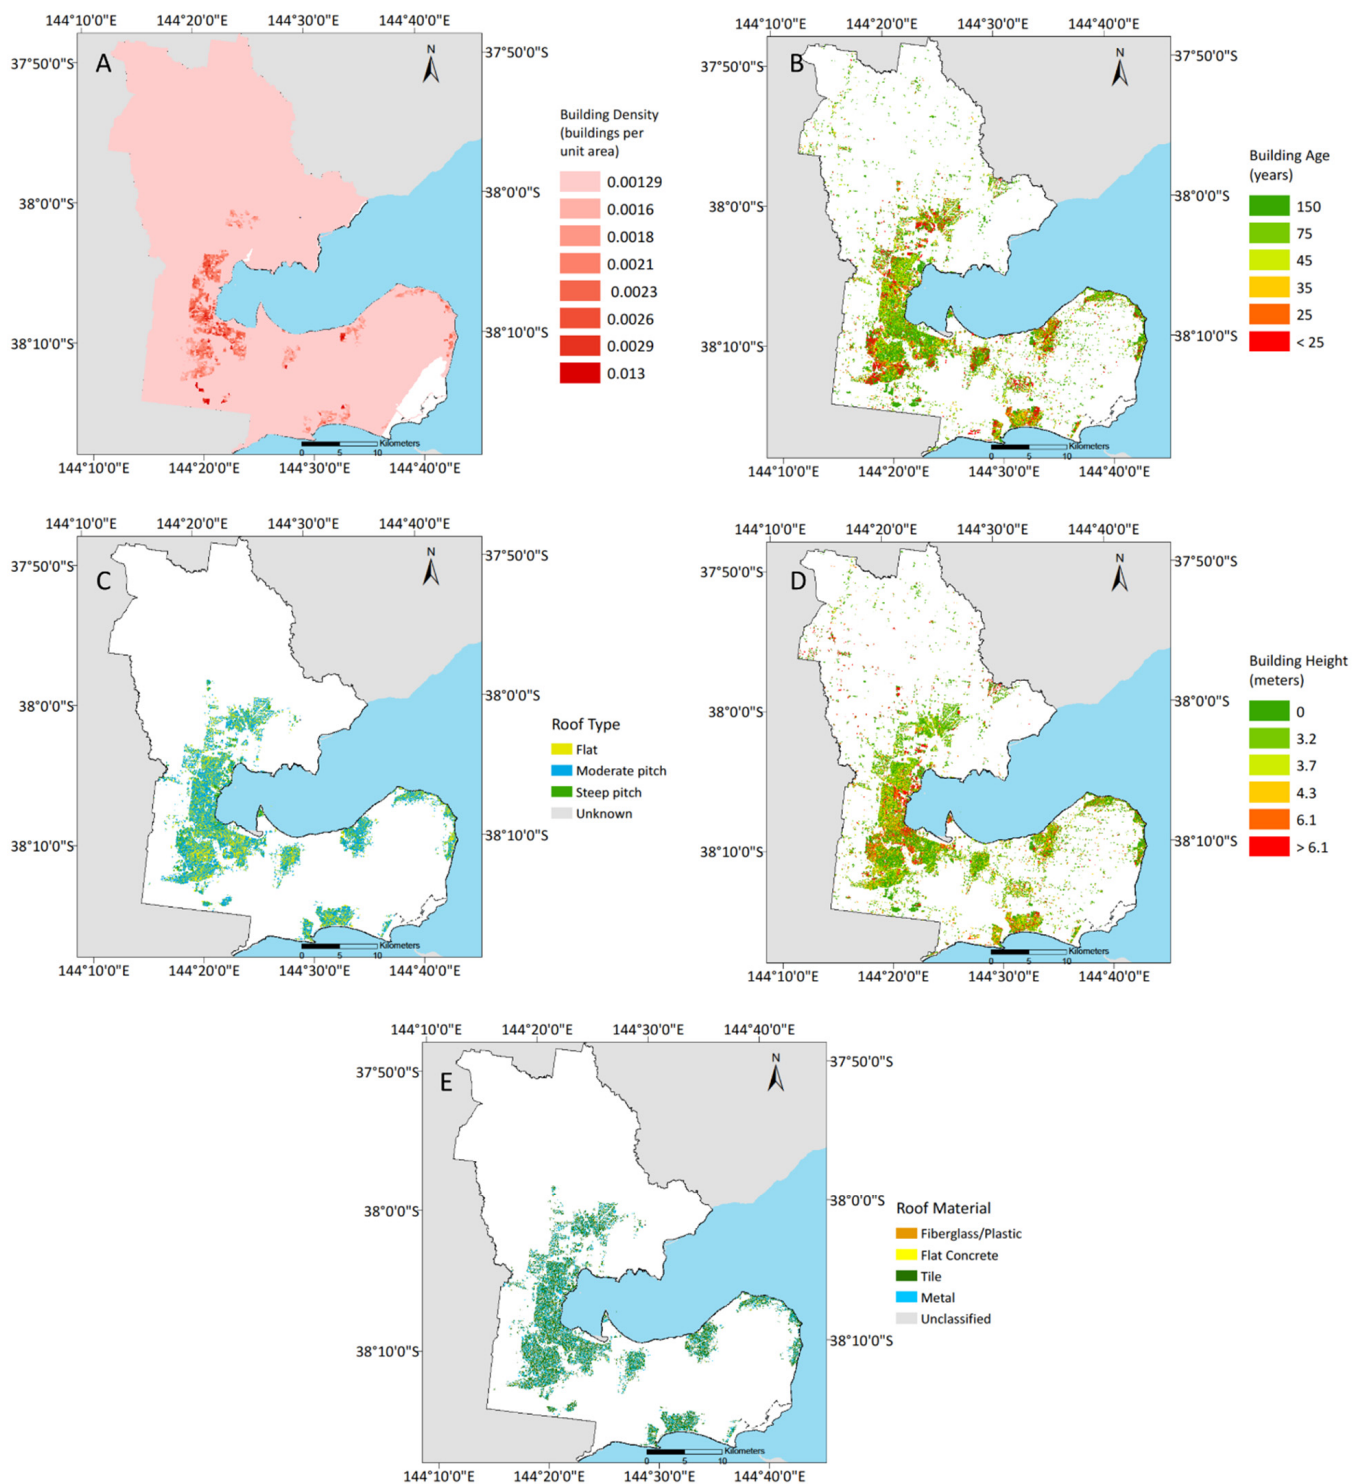 144°10'0"E 144°20'0"E 144°30'0"E 144°40'0"E
A
N
37°50'0"S
37°50'0"S
38°0'0"S
38°0'0"S
38°10'0"S
38°10'0"S
Kilometers
0 5 10
144°10'0"E 144°20'0"E 144°30'0"E 144°40'0"E
Building Density
(buildings per
unit area)
0.00129
0.0016
0.0018
0.0021
0.0023
0.0026
0.0029
0.013
144°10'0"E 144°20'0"E 144°30'0"E 144°40'0"E
B
N
37°50'0"S
37°50'0"S
38°0'0"S
38°0'0"S
38°10'0"S
38°10'0"S
Kilometers
0 5 10
144°10'0"E 144°20'0"E 144°30'0"E 144°40'0"E
Building Age
(years)
150
75
45
35
25
< 25
144°10'0"E 144°20'0"E 144°30'0"E 144°40'0"E
C
N
37°50'0"S
37°50'0"S
38°0'0"S
38°0'0"S
38°10'0"S
38°10'0"S
Kilometers
0 5 10
144°10'0"E 144°20'0"E 144°30'0"E 144°40'0"E
Roof Type
Flat
Moderate pitch
Steep pitch
Unknown
144°10'0"E 144°20'0"E 144°30'0"E 144°40'0"E
D
N
37°50'0"S
37°50'0"S
38°0'0"S
38°0'0"S
38°10'0"S
38°10'0"S
Kilometers
0 5 10
144°10'0"E 144°20'0"E 144°30'0"E 144°40'0"E
Building Height
(meters)
0
3.2
3.7
4.3
6.1
> 6.1
144°10'0"E 144°20'0"E 144°30'0"E 144°40'0"E
E
N
37°50'0"S
37°50'0"S
38°0'0"S
38°0'0"S
38°10'0"S
38°10'0"S
Kilometers
0 5 10
144°10'0"E 144°20'0"E 144°30'0"E 144°40'0"E
Roof Material
Fiberglass/Plastic
Flat Concrete
Tile
Metal
Unclassified